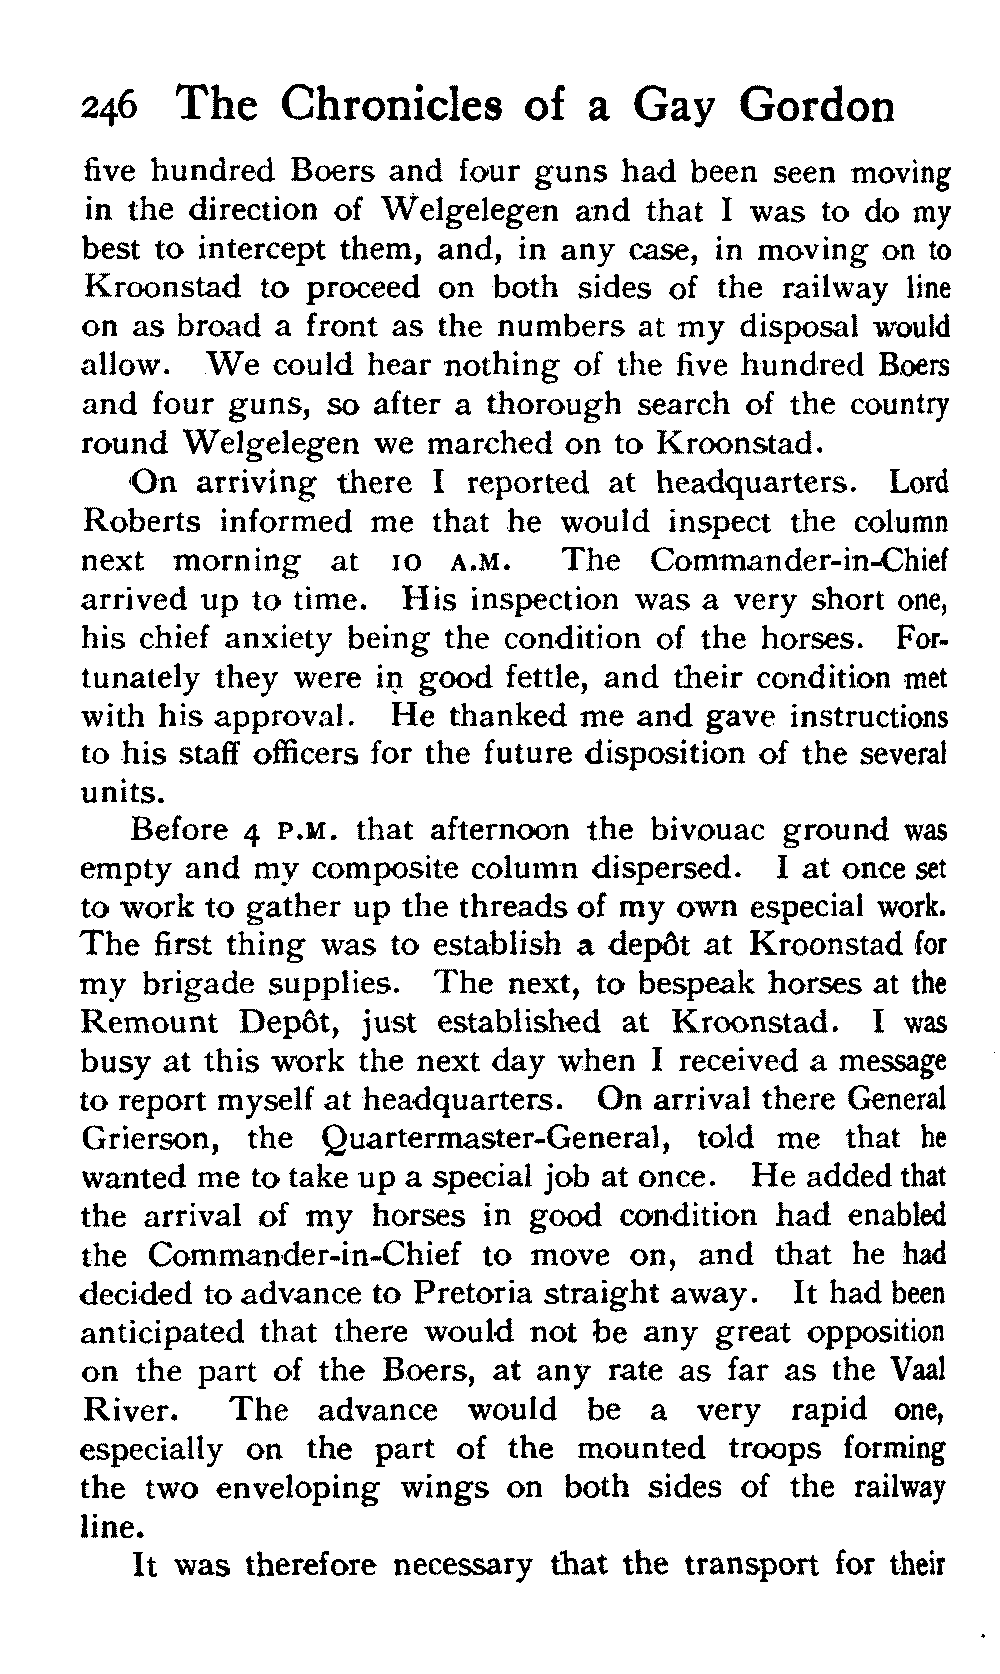 246 The Chronicles of a Gay Gordon
five hundred Boers and four guns had been seen moving
in the direction of Welgelegen and that I was to do my
best to intercept them, and, in any case, in moving on to
Kroonstad to proceed on both sides of the railway line
on as broad a front as the numbers at my disposal would
allow. We could hear nothing of the five hundred Boers
and four guns, so after a thorough search of the country
round Welgelegen we marched on to Kroonstad.
On arriving there I reported at headquarters. Lord
Roberts informed me that he would inspect the column
next morning at 10 A.M. The Commander-in-Chief
arrived up to time. His inspection was a very short one,
his chief anxiety being the condition of the horses. For-
tunately they were in good fettle, and their condition met
with his approval. He thanked me and gave instructions
to his staff officers for the future disposition of the several
units.
Before 4 P.M. that afternoon the bivouac ground was
empty and my composite column dispersed. I at once set
to work to gather up the threads of my own especial work.
The first thing was to establish a depôt at Kroonstad for
my brigade supplies. The next, to bespeak horses at the
Remount Depôt, just established at Kroonstad. I was
busy at this work the next day when I received a message
to report myself at headquarters. On arrival there General
Grierson, the Quartermaster-General, told me that he
wanted me to take up a special job at once. He added that
the arrival of my horses in good condition had enabled
the Commander-in-Chief to move on, and that he had
decided to advance to Pretoria straight away. It had been
anticipated that there would not be any great opposition
on the part of the Boers, at any rate as far as the Vaal
River. The advance would be a very rapid one,
especially on the part of the mounted troops forming
the two enveloping wings on both sides of the railway
line.
It was therefore necessary that the transport for their